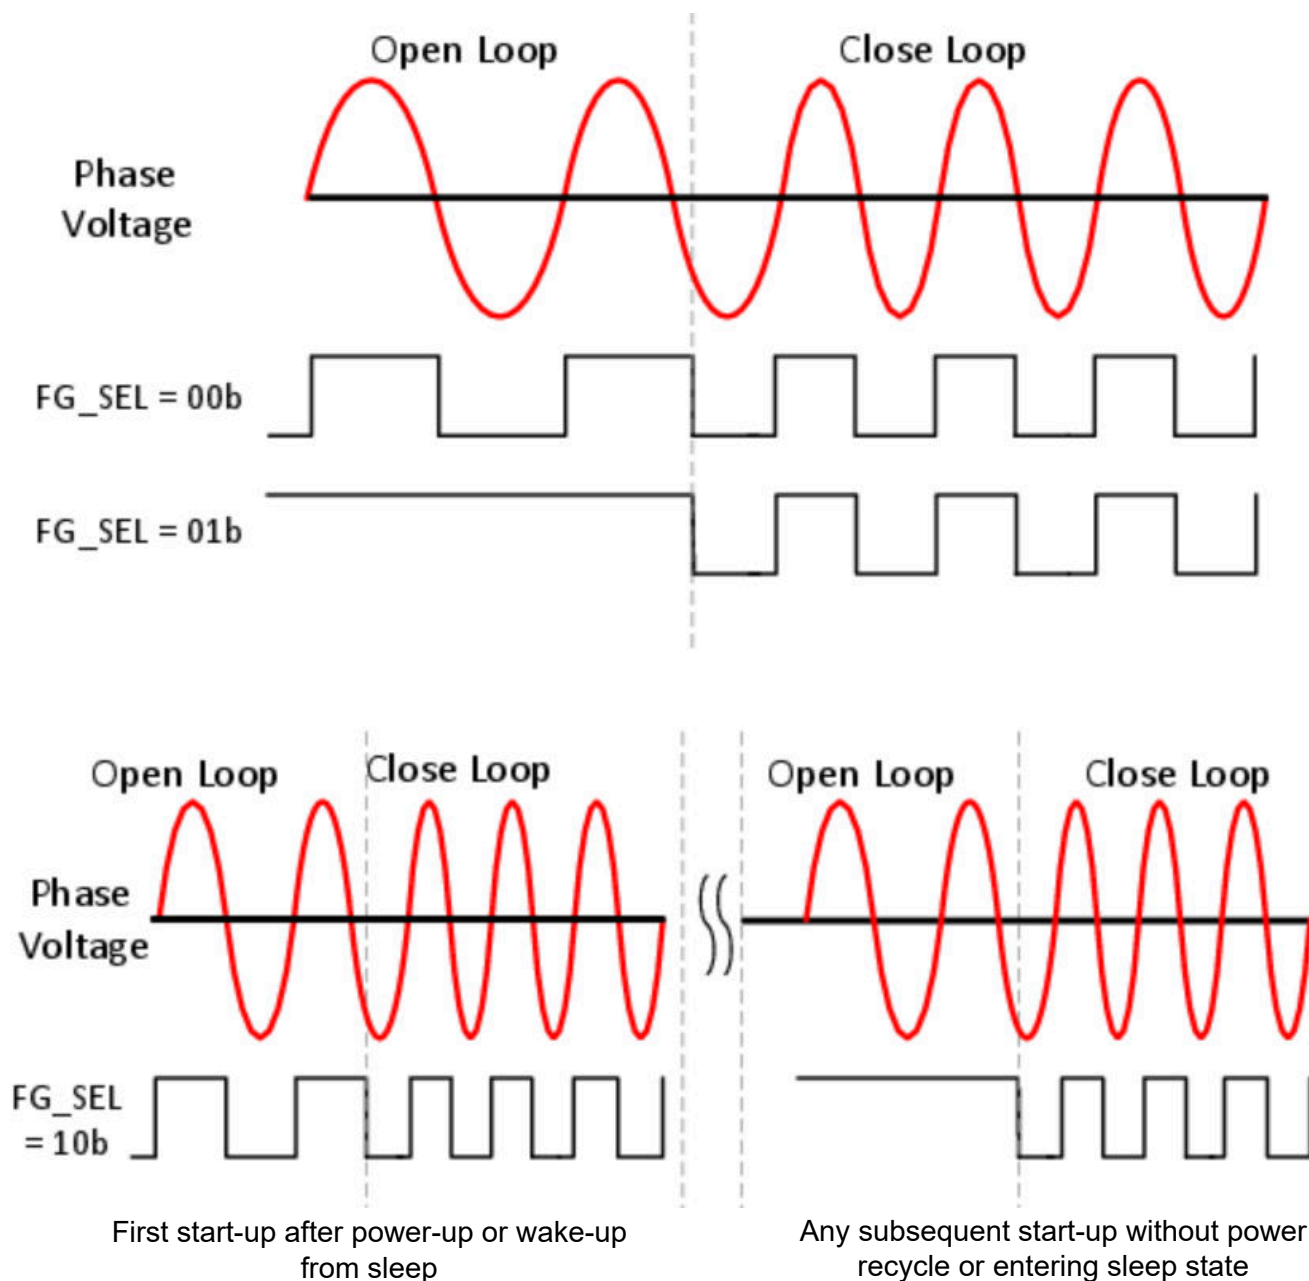 Open Loop
Close Loop
Phase
Voltage
FG_SEL = 00b
FG_SEL = 01b
Open Loop
Close Loop
Open Loop
Close Loop
Phase
Voltage
FG_SEL
= 10b
First start-up after power-up or wake-up
from sleep
Any subsequent start-up without power
recycle or entering sleep state